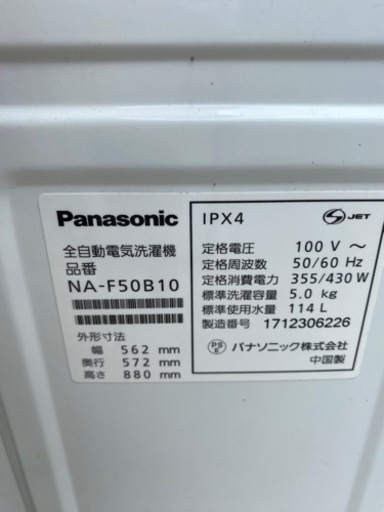 Panasonic
全自動電気洗濯機
品番
NA-F50B10
外形寸法
幅 562 mm
奥行 572 mm
高さ 880 mm
IPX4
S JET
定格電圧 100 V ～
定格周波数 50/60 Hz
定格消費電力 355/430 W
標準洗濯容量 5.0 kg
標準使用水量 114 L
製造番号 1712306226
PS E パナソニック株式会社
中国製